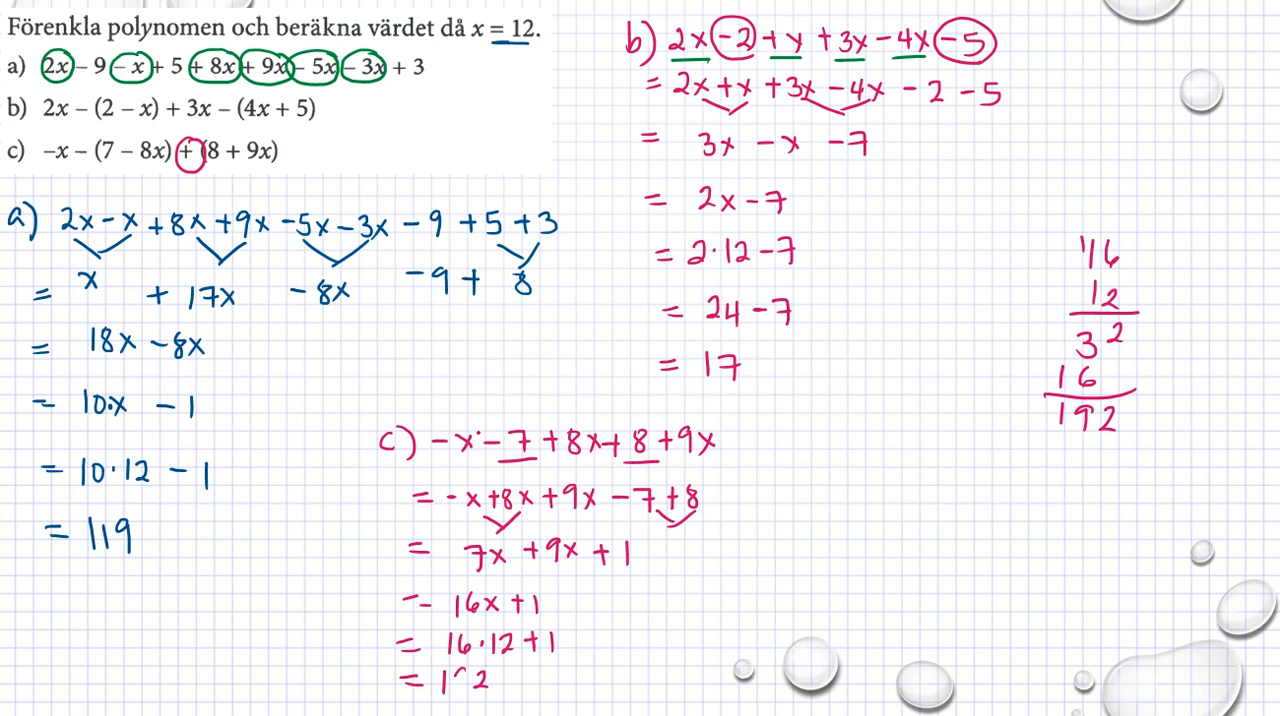 Förenkla polynomen och beräkna värdet då x = 12.
a) 2x – 9 – x + 5 + 8x + 9x – 5x – 3x + 3
b) 2x – (2 – x) + 3x – (4x + 5)
c) –x – (7 – 8x) + (8 + 9x)
a) 2x – x + 8x + 9x – 5x – 3x – 9 + 5 + 3
= x + 17x – 8x – 9 + 8
= 18x – 8x
= 10·x – 1
= 10·12 – 1
= 119
b) 2x – 2 + x + 3x – 4x – 5
= 2x + x + 3x – 4x – 2 – 5
= 3x – x – 7
= 2x – 7
= 2·12 – 7
= 24 – 7
= 17
c) –x – 7 + 8x + 8 + 9x
= -x + 8x + 9x – 7 + 8
= 7x + 9x + 1
= 16x + 1
= 16·12 + 1
=
16
12
32
16
192